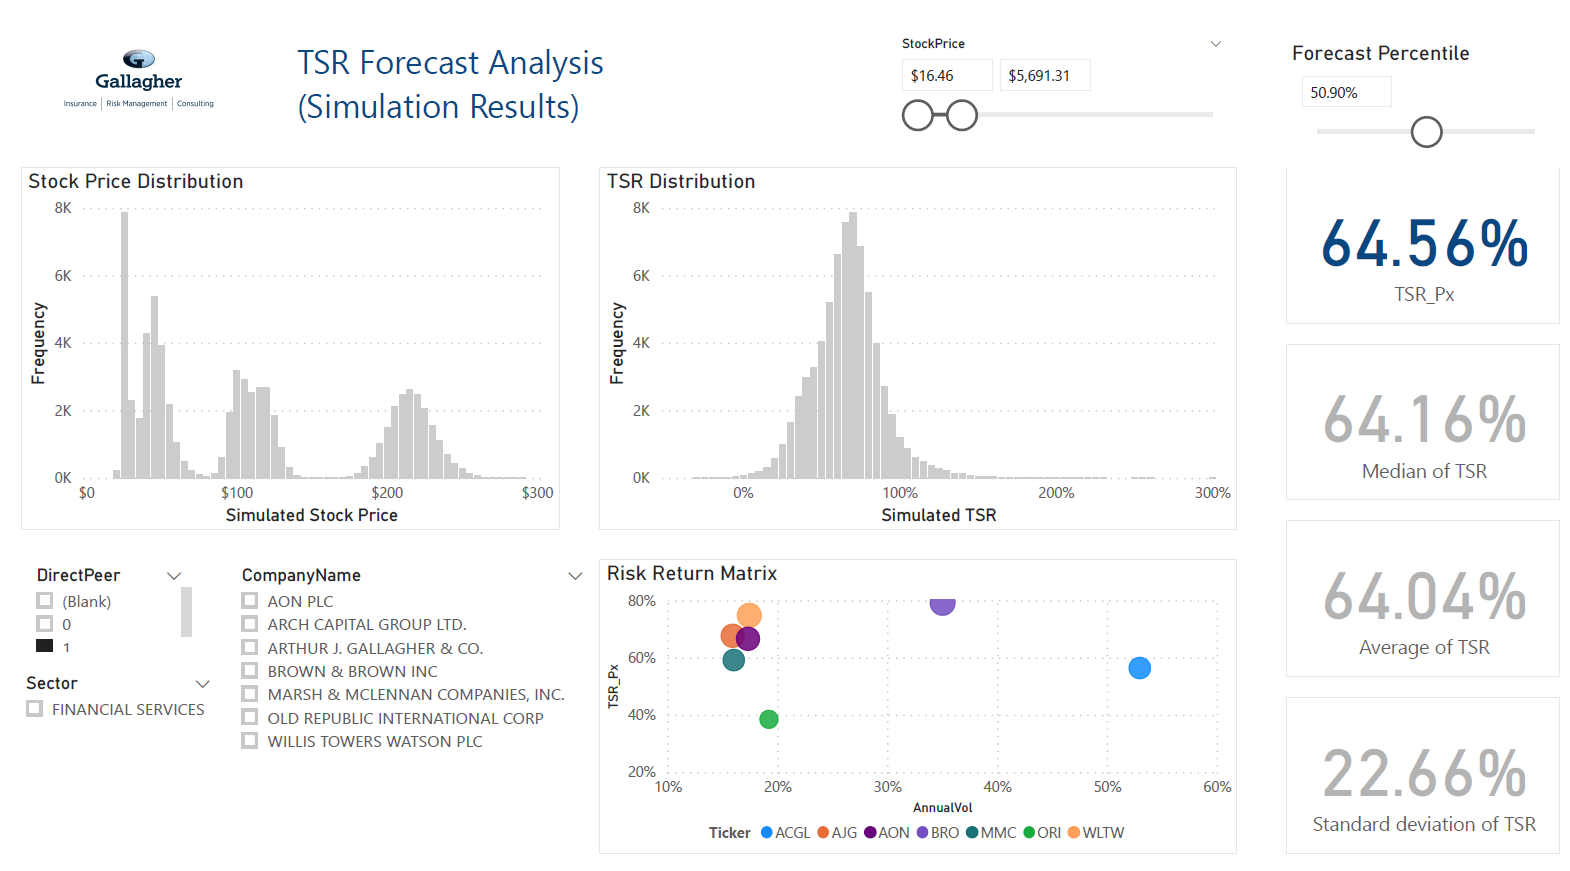 Gallagher
Insurance | Risk Management | Consulting
TSR Forecast Analysis
(Simulation Results)
StockPrice
$16.46
$5,691.31
Forecast Percentile
50.90%
Stock Price Distribution
8K
6K
4K
2K
0K
Frequency
$0
$100
$200
$300
Simulated Stock Price
TSR Distribution
8K
6K
4K
2K
0K
Frequency
0%
100%
200%
300%
Simulated TSR
64.56%
TSR_Px
64.16%
Median of TSR
64.04%
Average of TSR
22.66%
Standard deviation of TSR
DirectPeer
(Blank)
0
1
Sector
FINANCIAL SERVICES
CompanyName
AON PLC
ARCH CAPITAL GROUP LTD.
ARTHUR J. GALLAGHER & CO.
BROWN & BROWN INC
MARSH & MCLENNAN COMPANIES, INC.
OLD REPUBLIC INTERNATIONAL CORP
WILLIS TOWERS WATSON PLC
Risk Return Matrix
80%
60%
40%
20%
TSR_Px
10%
20%
30%
40%
50%
60%
AnnualVol
Ticker ACGL AJG AON BRO MMC ORI WLTW